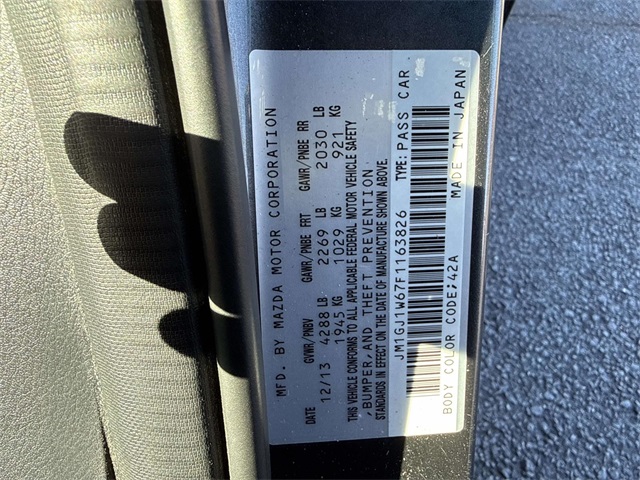 MFD. BY MAZDA MOTOR CORPORATION
DATE GVWR/PNBV GAWR/PNBE FRT GAWR/PNBE RR
12/13 4288 LB 2269 LB 2030 LB
1945 KG 1029 KG 921 KG
THIS VEHICLE CONFORMS TO ALL APPLICABLE FEDERAL MOTOR VEHICLE SAFETY
,BUMPER,AND THEFT PREVENTION
STANDARDS IN EFFECT ON THE DATE OF MANUFACTURE SHOWN ABOVE.
JM1GJ1W67F1163826 TYPE: PASS CAR
BODY COLOR CODE;42A MADE IN JAPAN